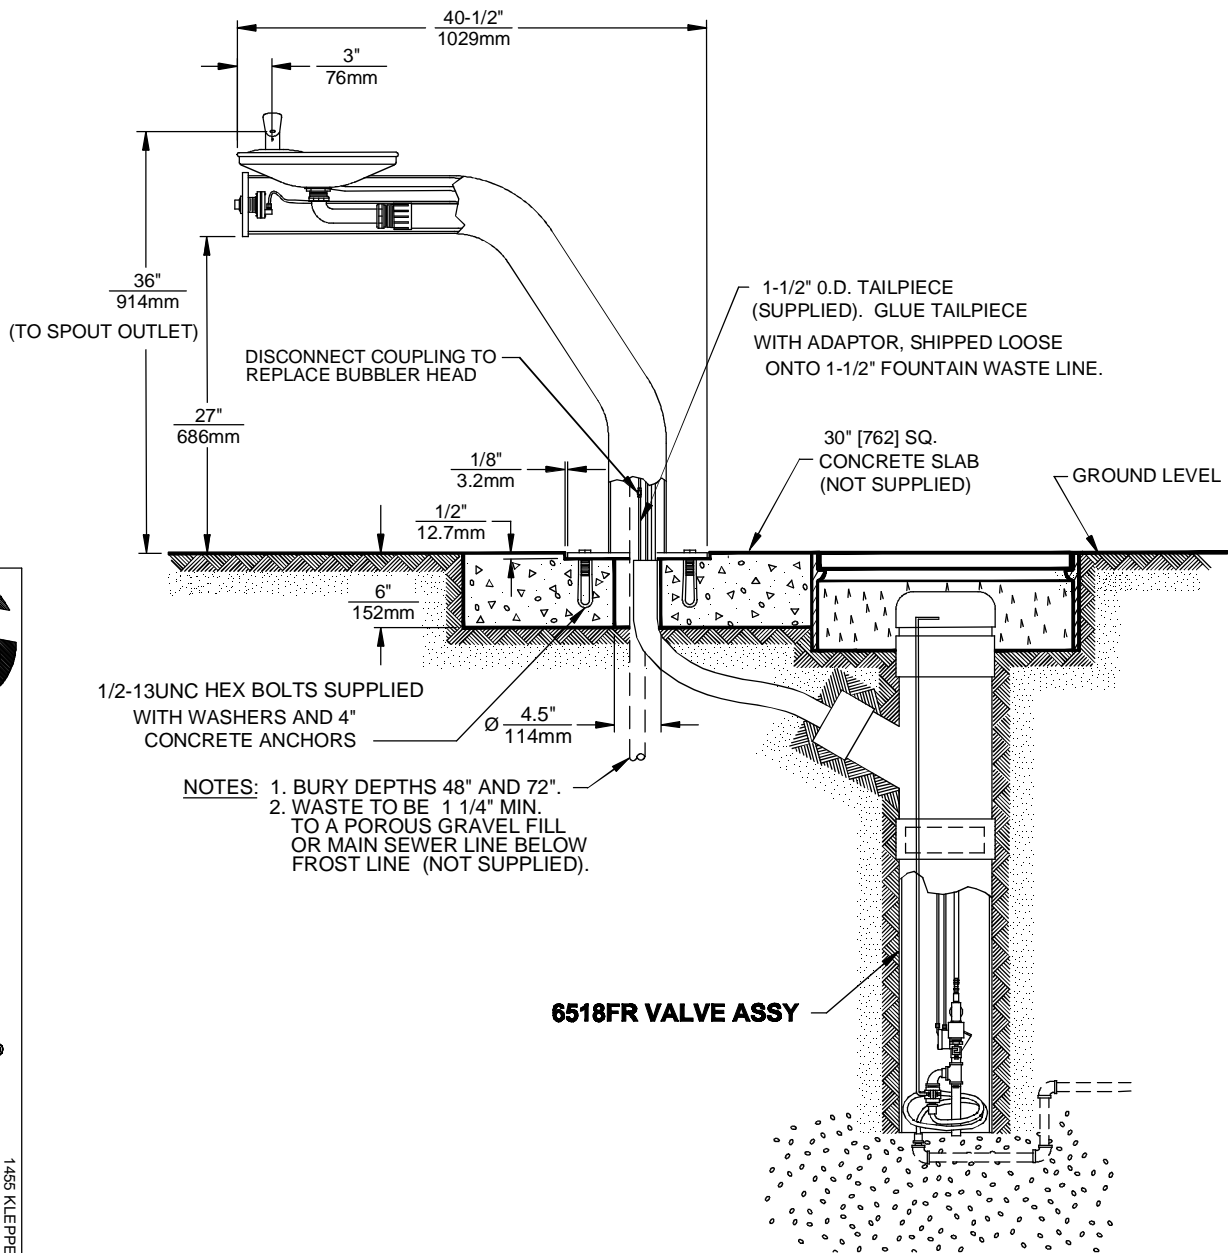 40-1/2"
1029mm
3"
76mm
36"
914mm
(TO SPOUT OUTLET)
1-1/2" 0.D. TAILPIECE
(SUPPLIED). GLUE TAILPIECE
WITH ADAPTOR, SHIPPED LOOSE
ONTO 1-1/2" FOUNTAIN WASTE LINE.
DISCONNECT COUPLING TO
REPLACE BUBBLER HEAD
27"
686mm
30" [762] SQ.
CONCRETE SLAB
(NOT SUPPLIED)
1/8"
3.2mm
GROUND LEVEL
1/2"
12.7mm
6"
152mm
1/2-13UNC HEX BOLTS SUPPLIED
WITH WASHERS AND 4"
CONCRETE ANCHORS
Ø 4.5"
114mm
NOTES: 1. BURY DEPTHS 48" AND 72".
2. WASTE TO BE 1 1/4" MIN.
TO A POROUS GRAVEL FILL
OR MAIN SEWER LINE BELOW
FROST LINE (NOT SUPPLIED).
6518FR VALVE ASSY
1455